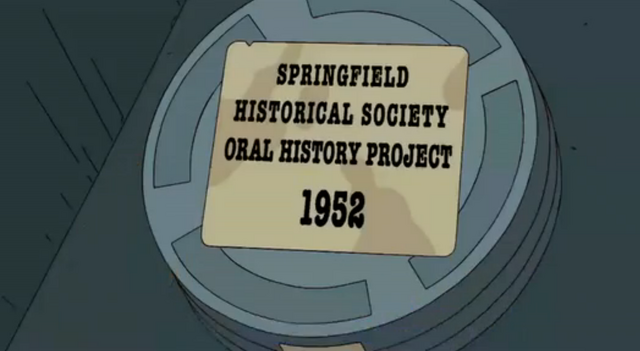 SPRINGFIELD
HISTORICAL SOCIETY
ORAL HISTORY PROJECT
1952